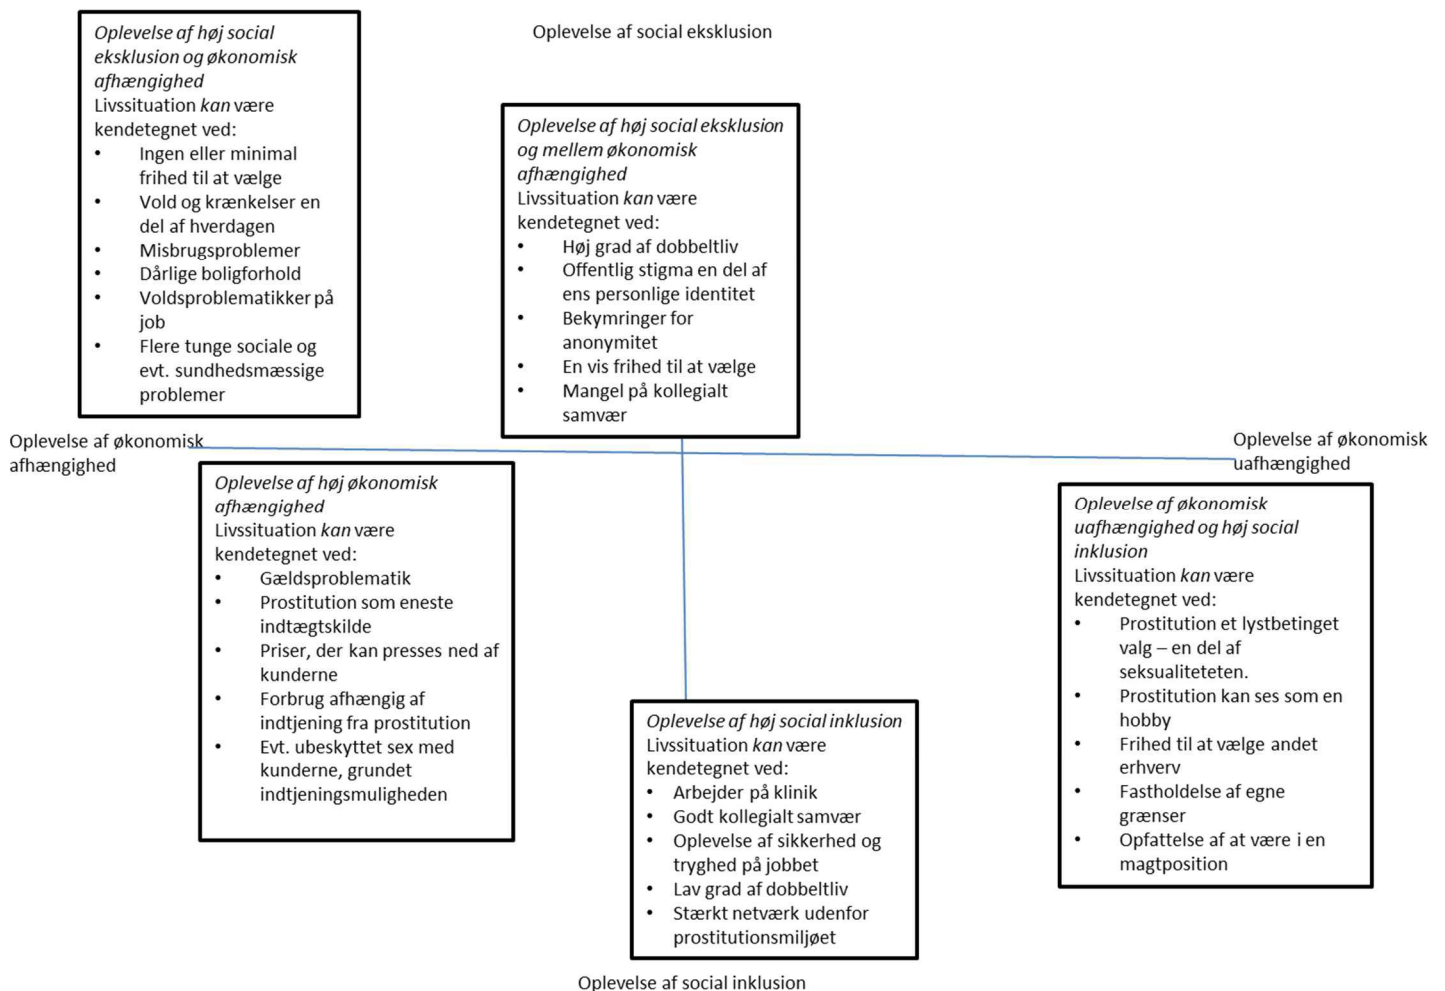 Oplevelse af høj social
eksklusion og økonomisk
afhængighed
Livssituation kan være
kendetegnet ved:
• Ingen eller minimal
frihed til at vælge
• Vold og krænkelser en
del af hverdagen
• Misbrugsproblemer
• Dårlige boligforhold
• Voldsproblematikker på
job
• Flere tunge sociale og
evt. sundhedsmæssige
problemer
Oplevelse af social eksklusion
Oplevelse af høj social eksklusion
og mellem økonomisk
afhængighed
Livssituation kan være
kendetegnet ved:
• Høj grad af dobbeltliv
• Offentlig stigma en del af
ens personlige identitet
• Bekymringer for
anonymitet
• En vis frihed til at vælge
• Mangel på kollegialt
samvær
Oplevelse af økonomisk
afhængighed
Oplevelse af økonomisk
uafhængighed
Oplevelse af høj økonomisk
afhængighed
Livssituation kan være
kendetegnet ved:
• Gældsproblematik
• Prostitution som eneste
indtægtskilde
• Priser, der kan presses ned af
kunderne
• Forbrug afhængig af
indtjening fra prostitution
• Evt. ubeskyttet sex med
kunderne, grundet
indtjeningsmuligheden
Oplevelse af høj social inklusion
Livssituation kan være
kendetegnet ved:
• Arbejder på klinik
• Godt kollegialt samvær
• Oplevelse af sikkerhed og
tryghed på jobbet
• Lav grad af dobbeltliv
• Stærkt netværk udenfor
prostitutionsmiljøet
Oplevelse af økonomisk
uafhængighed og høj social
inklusion
Livssituation kan være
kendetegnet ved:
• Prostitution et lystbetinget
valg – en del af
seksualiteteten.
• Prostitution kan ses som en
hobby
• Frihed til at vælge andet
erhverv
• Fastholdelse af egne
grænser
• Opfattelse af at være i en
magtposition
Oplevelse af social inklusion